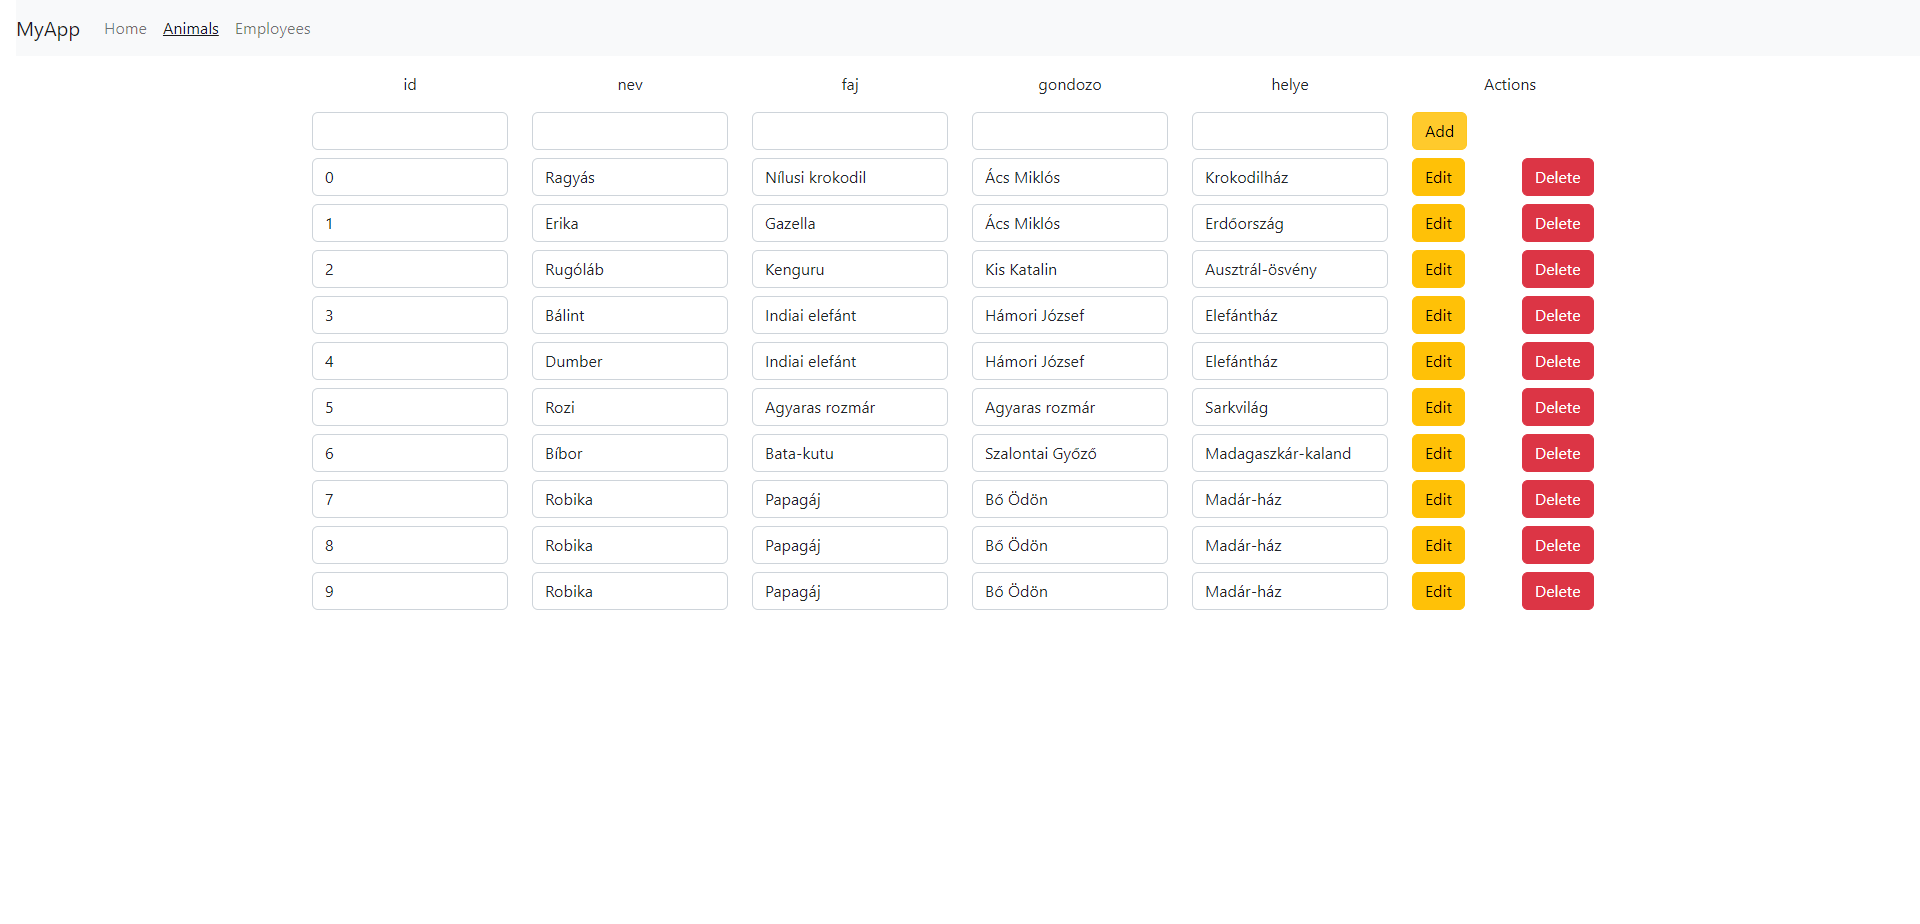 MyApp Home Animals Employees
id nev faj gondozo helye Actions
Add
0 Ragyás Nílusi krokodil Ács Miklós Krokodilház Edit Delete
1 Erika Gazella Ács Miklós Erdőország Edit Delete
2 Rugóláb Kenguru Kis Katalin Ausztrál-ösvény Edit Delete
3 Bálint Indiai elefánt Hámori József Elefántház Edit Delete
4 Dumber Indiai elefánt Hámori József Elefántház Edit Delete
5 Rozi Agyaras rozmár Agyaras rozmár Sarkvilág Edit Delete
6 Bíbor Bata-kutu Szalontai Győző Madagaszkár-kaland Edit Delete
7 Robika Papagáj Bő Ödön Madár-ház Edit Delete
8 Robika Papagáj Bő Ödön Madár-ház Edit Delete
9 Robika Papagáj Bő Ödön Madár-ház Edit Delete